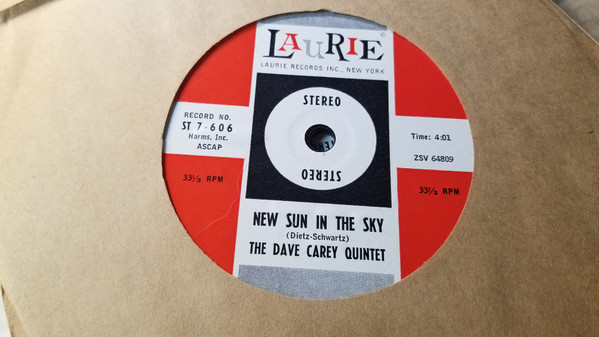 LAuRIE®
LAURIE RECORDS INC., NEW YORK
STEREO
RECORD NO.
ST 7-606
Harms, Inc.
ASCAP
Time: 4:01
ZSV 64809
33⅓ RPM
33⅓ RPM
STEREO
NEW SUN IN THE SKY
(Dietz-Schwartz)
THE DAVE CAREY QUINTET